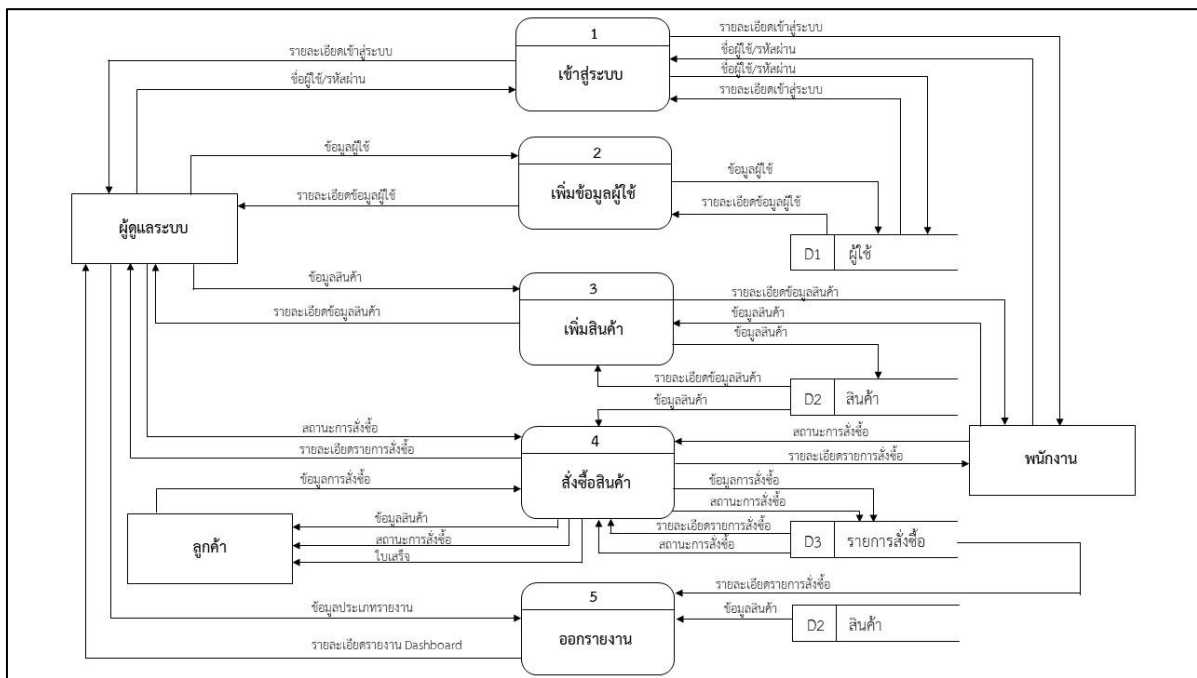 1
เข้าสู่ระบบ
รายละเอียดเข้าสู่ระบบ
ชื่อผู้ใช้/รหัสผ่าน
รายละเอียดเข้าสู่ระบบ
ชื่อผู้ใช้/รหัสผ่าน
ชื่อผู้ใช้/รหัสผ่าน
รายละเอียดเข้าสู่ระบบ
2
เพิ่มข้อมูลผู้ใช้
ข้อมูลผู้ใช้
รายละเอียดข้อมูลผู้ใช้
ข้อมูลผู้ใช้
รายละเอียดข้อมูลผู้ใช้
ผู้ดูแลระบบ
D1 ผู้ใช้
3
เพิ่มสินค้า
ข้อมูลสินค้า
รายละเอียดข้อมูลสินค้า
รายละเอียดข้อมูลสินค้า
ข้อมูลสินค้า
ข้อมูลสินค้า
รายละเอียดข้อมูลสินค้า
ข้อมูลสินค้า
D2 สินค้า
4
สั่งซื้อสินค้า
สถานะการสั่งซื้อ
รายละเอียดรายการสั่งซื้อ
ข้อมูลการสั่งซื้อ
สถานะการสั่งซื้อ
รายละเอียดรายการสั่งซื้อ
พนักงาน
ข้อมูลการสั่งซื้อ
สถานะการสั่งซื้อ
รายละเอียดรายการสั่งซื้อ
สถานะการสั่งซื้อ
D3 รายการสั่งซื้อ
ลูกค้า
ข้อมูลสินค้า
สถานะการสั่งซื้อ
ใบเสร็จ
5
ออกรายงาน
รายละเอียดรายการสั่งซื้อ
ข้อมูลสินค้า
D2 สินค้า
ข้อมูลประเภทรายงาน
รายละเอียดรายงาน Dashboard